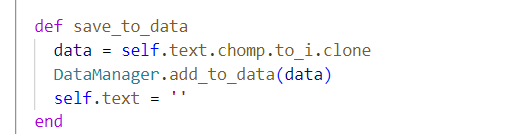 def save_to_data
data = self.text.chomp.to_i.clone
DataManager.add_to_data(data)
self.text = ''
end